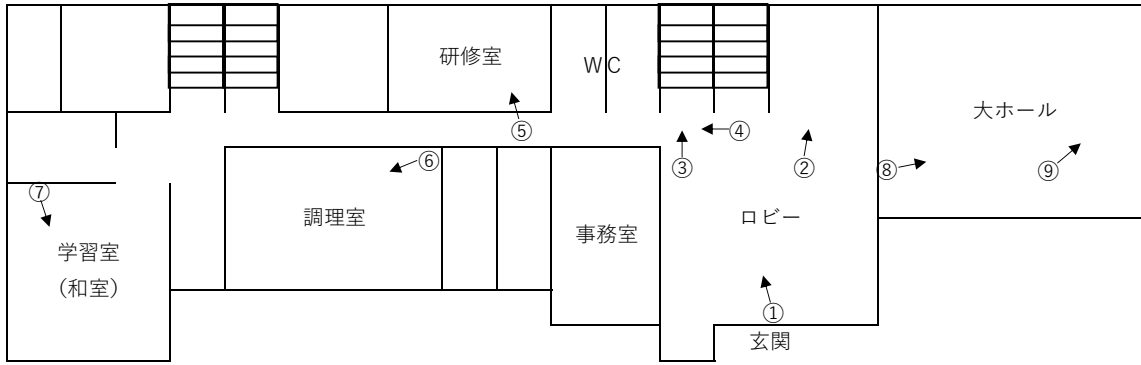 研修室
WC
大ホール
⑤
④
⑥
③
②
⑧
⑨
⑦
調理室
事務室
ロビー
学習室
(和室)
①
玄関